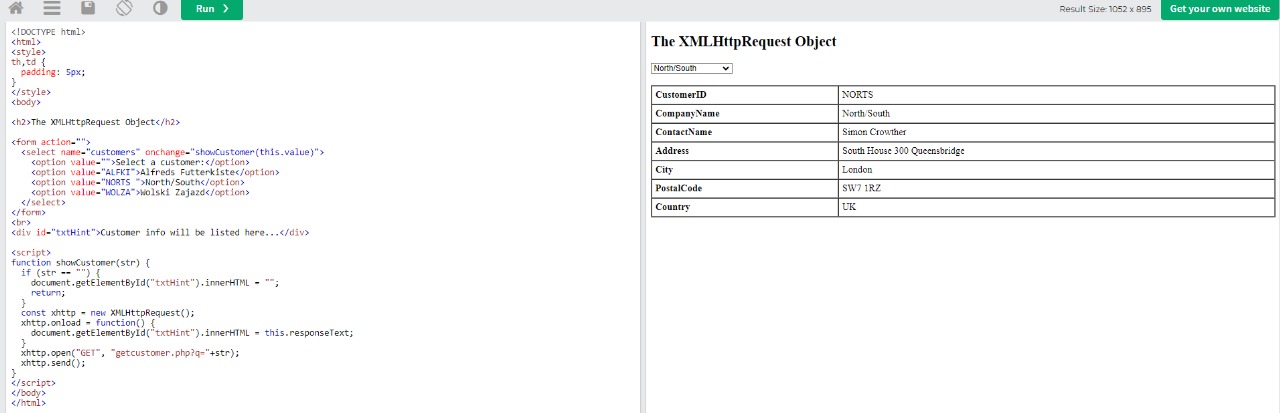 Run ❯
Result Size: 1052 x 895
Get your own website
<!DOCTYPE html>
<html>
<style>
th,td {
  padding: 5px;
}
</style>
<body>

<h2>The XMLHttpRequest Object</h2>

<form action="">
  <select name="customers" onchange="showCustomer(this.value)">
    <option value="">Select a customer:</option>
    <option value="ALFKI">Alfreds Futterkiste</option>
    <option value="NORTS ">North/South</option>
    <option value="WOLZA">Wolski Zajazd</option>
  </select>
</form>
<br>
<div id="txtHint">Customer info will be listed here...</div>

<script>
function showCustomer(str) {
  if (str == "") {
    document.getElementById("txtHint").innerHTML = "";
    return;
  }
  const xhttp = new XMLHttpRequest();
  xhttp.onload = function() {
    document.getElementById("txtHint").innerHTML = this.responseText;
  }
  xhttp.open("GET", "getcustomer.php?q="+str);
  xhttp.send();
}
</script>
</body>
</html>
The XMLHttpRequest Object
North/South
CustomerID NORTS
CompanyName North/South
ContactName Simon Crowther
Address South House 300 Queensbridge
City London
PostalCode SW7 1RZ
Country UK